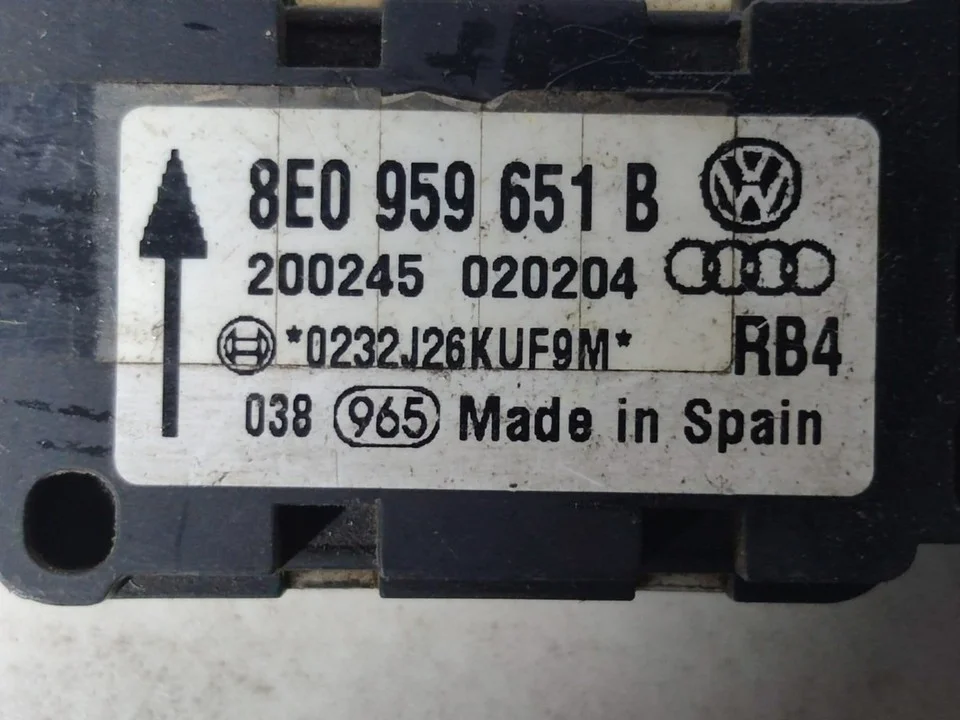 8E0 959 651 B
200245 020204
*0232J26KUF9M* RB4
038 965 Made in Spain